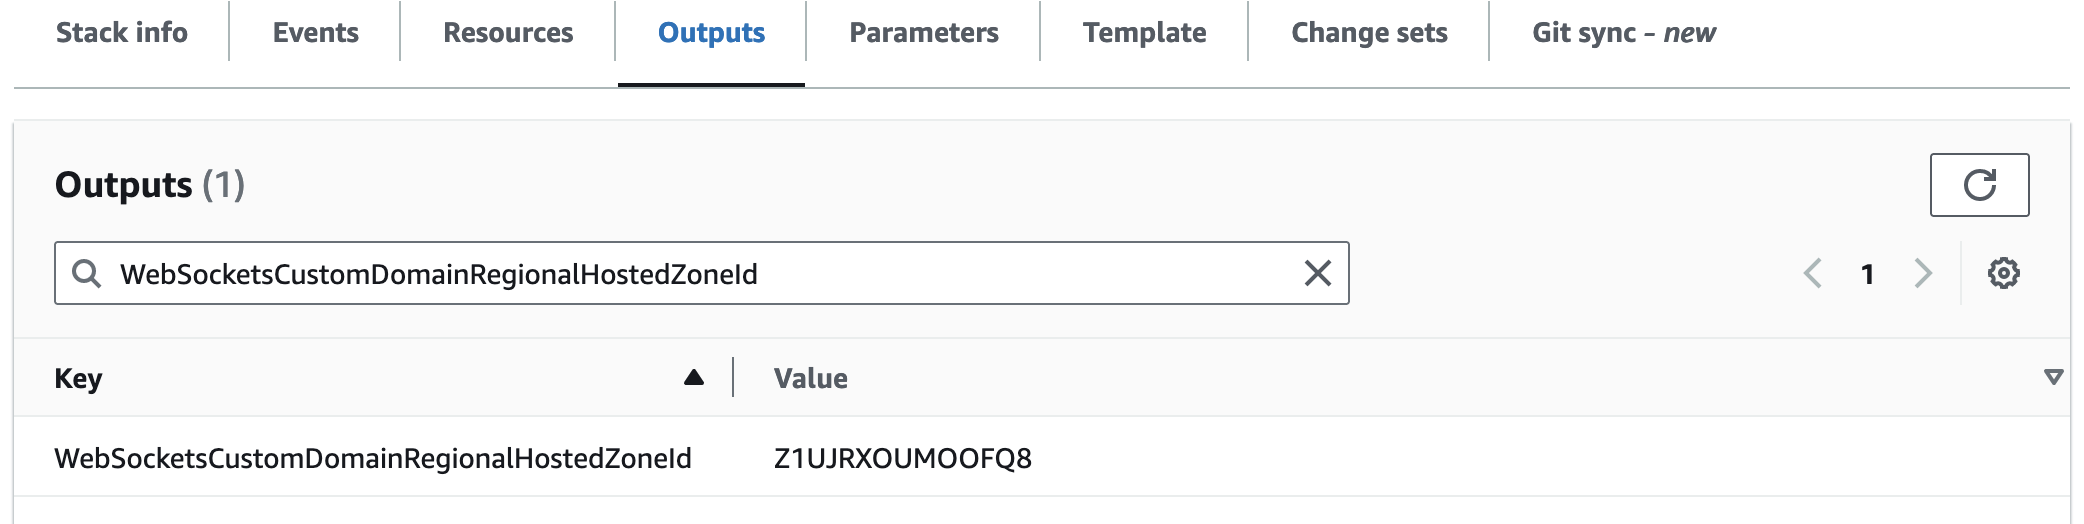 Stack info Events Resources Outputs Parameters Template Change sets Git sync - new
Outputs (1)
WebSocketsCustomDomainRegionalHostedZoneId
1
Key Value
WebSocketsCustomDomainRegionalHostedZoneId Z1UJRXOUMOOFQ8